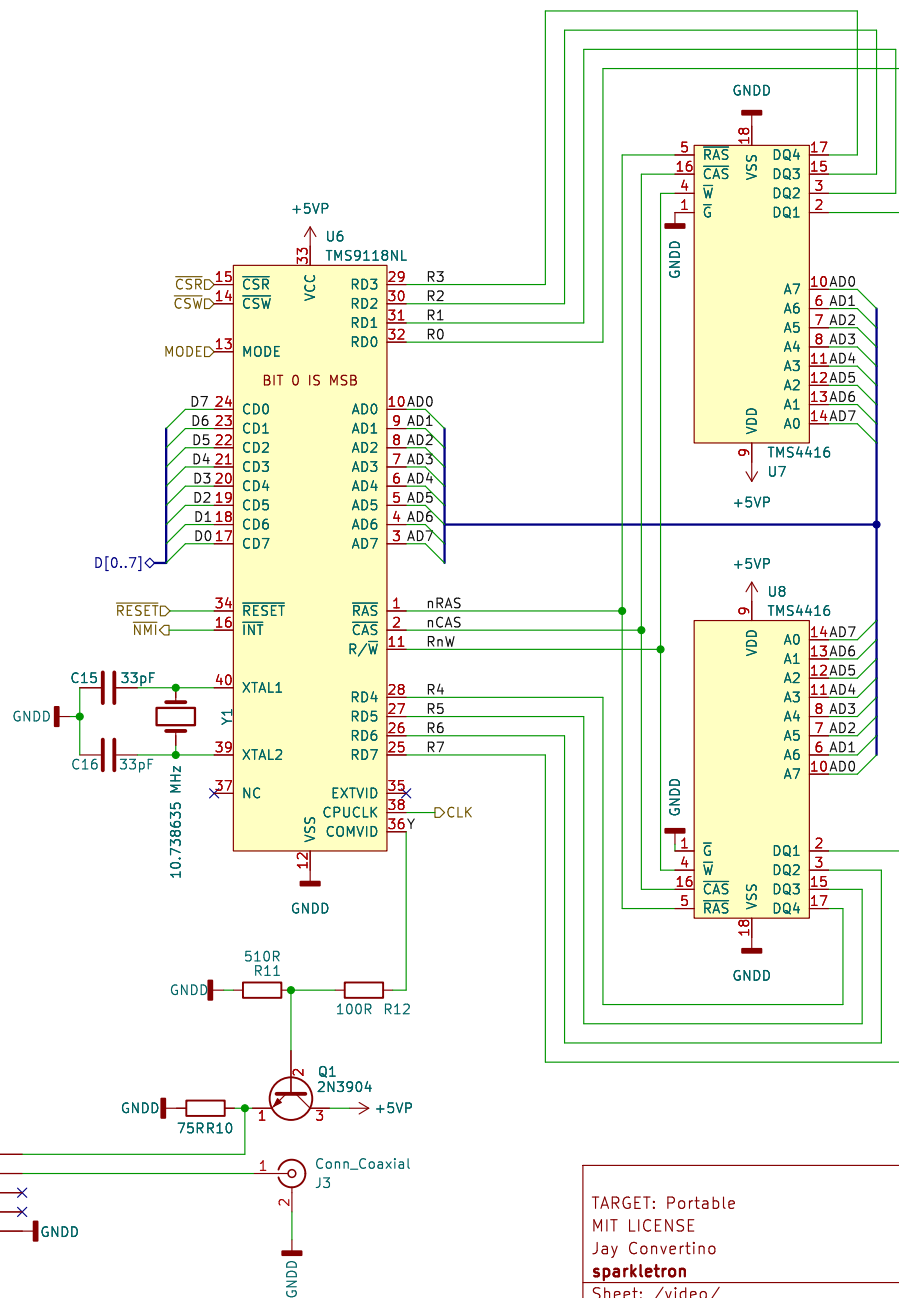 GNDD
18
5 RAS VSS DQ4 17
16 CAS DQ3 15
4 W DQ2 3
1 G DQ1 2
GNDD
A7 10 AD0
A6 6 AD1
A5 7 AD2
A4 8 AD3
A3 11 AD4
A2 12 AD5
A1 13 AD6
VDD A0 14 AD7
9
TMS4416
U7
+5VP
+5VP
U6
TMS9118NL
33
CSR 15 CSR VCC RD3 29 R3
CSW 14 CSW RD2 30 R2
RD1 31 R1
RD0 32 R0
MODE 13 MODE
BIT 0 IS MSB
D7 24 CD0 AD0 10 AD0
D6 23 CD1 AD1 9 AD1
D5 22 CD2 AD2 8 AD2
D4 21 CD3 AD3 7 AD3
D3 20 CD4 AD4 6 AD4
D2 19 CD5 AD5 5 AD5
D1 18 CD6 AD6 4 AD6
D0 17 CD7 AD7 3 AD7
D[0..7]
RESET 34 RESET RAS 1 nRAS
NMI 16 INT CAS 2 nCAS
R/W 11 RnW
C15 33pF 40 XTAL1 RD4 28 R4
GNDD Y1 RD5 27 R5
RD6 26 R6
C16 33pF 39 XTAL2 RD7 25 R7
10.738635 MHz
37 NC EXTVID 35
CPUCLK 38 CLK
VSS COMVID 36 Y
12
GNDD
+5VP
U8
9
TMS4416
VDD A0 14 AD7
A1 13 AD6
A2 12 AD5
A3 11 AD4
A4 8 AD3
A5 7 AD2
A6 6 AD1
A7 10 AD0
GNDD
1 G DQ1 2
4 W DQ2 3
16 CAS VSS DQ3 15
5 RAS DQ4 17
18
GNDD
510R
R11
GNDD
100R R12
2
Q1
2N3904
GNDD 1 3 +5VP
75R R10
1 Conn_Coaxial
J3
2
GNDD
GNDD
TARGET: Portable
MIT LICENSE
Jay Convertino
sparkletron
Sheet: /video/